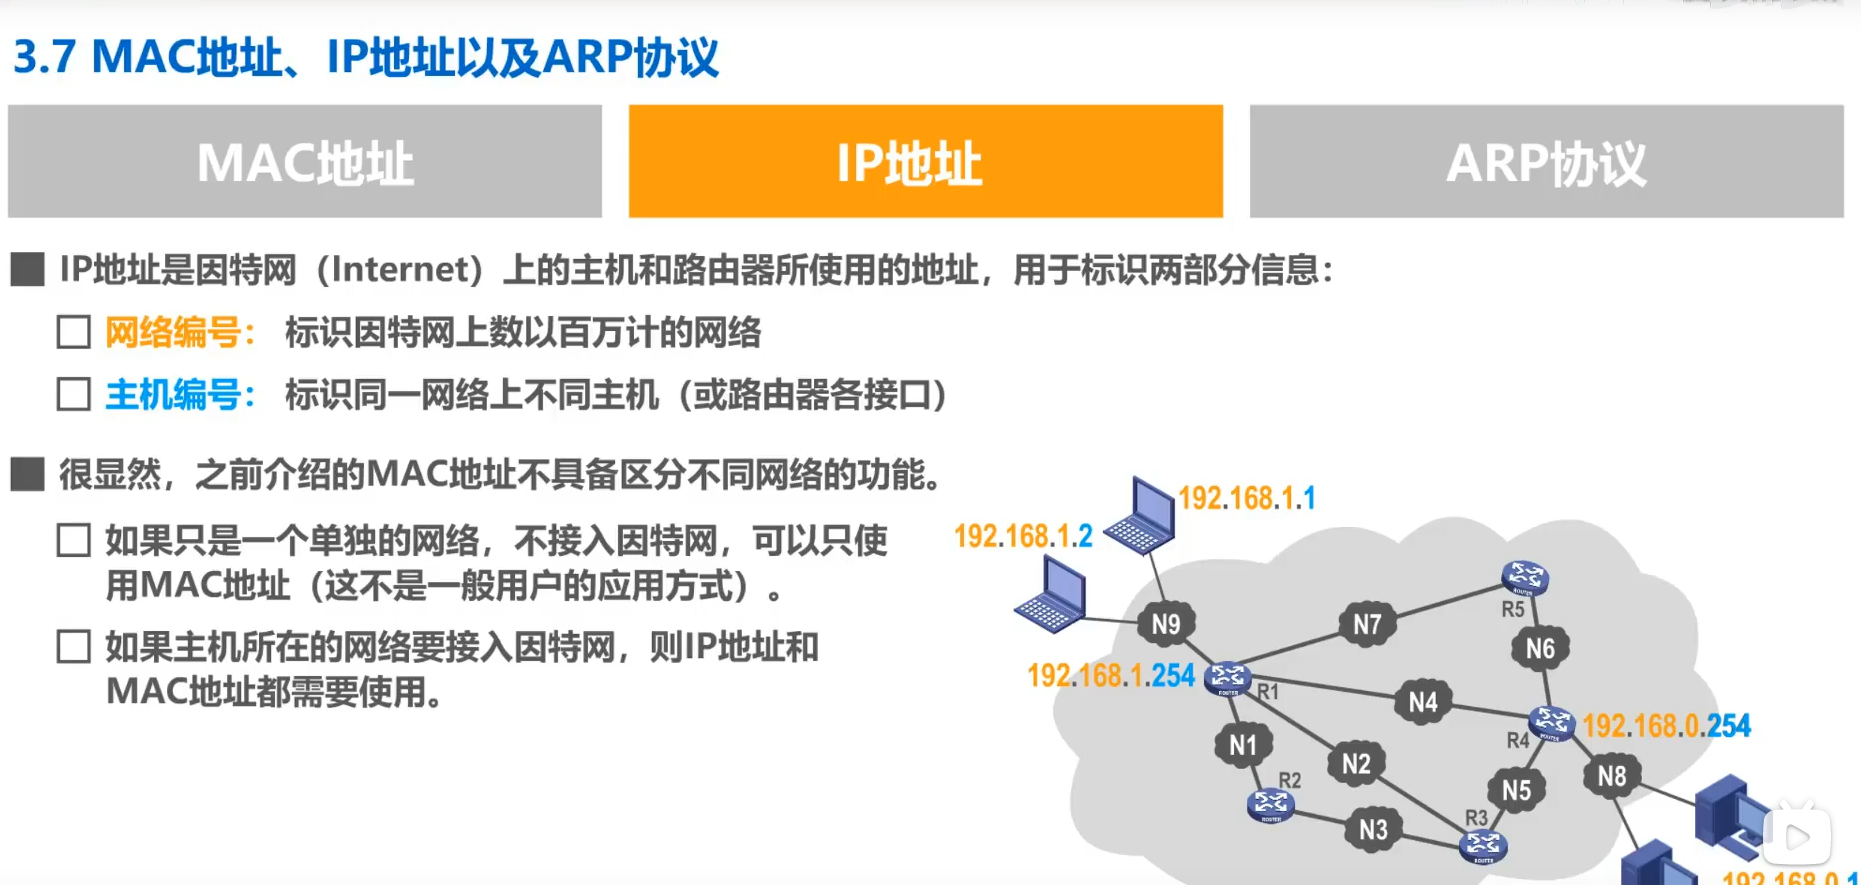 3.7 MAC地址、IP地址以及ARP协议
MAC地址
IP地址
ARP协议
IP地址是因特网（Internet）上的主机和路由器所使用的地址，用于标识两部分信息：
网络编号： 标识因特网上数以百万计的网络
主机编号： 标识同一网络上不同主机（或路由器各接口）
很显然，之前介绍的MAC地址不具备区分不同网络的功能。
如果只是一个单独的网络，不接入因特网，可以只使
用MAC地址（这不是一般用户的应用方式）。
如果主机所在的网络要接入因特网，则IP地址和
MAC地址都需要使用。
192.168.1.1
192.168.1.2
N9
N7
R5
N6
192.168.1.254
ROUTER
R1
N4
192.168.0.254
R4
N1
N2
N8
R2
N5
N3
R3
ROUTER
ROUTER
ROUTER
ROUTER
192.168.0.1